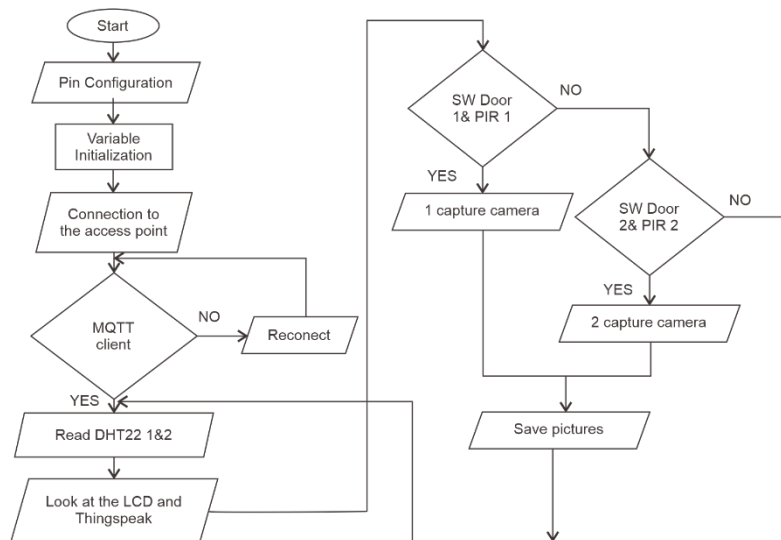 Start
Pin Configuration
Variable
Initialization
Connection to
the access point
MQTT
client
NO
Reconect
YES
Read DHT22 1&2
Look at the LCD and
Thingspeak
SW Door
1& PIR 1
NO
YES
1 capture camera
SW Door
2& PIR 2
NO
YES
2 capture camera
Save pictures